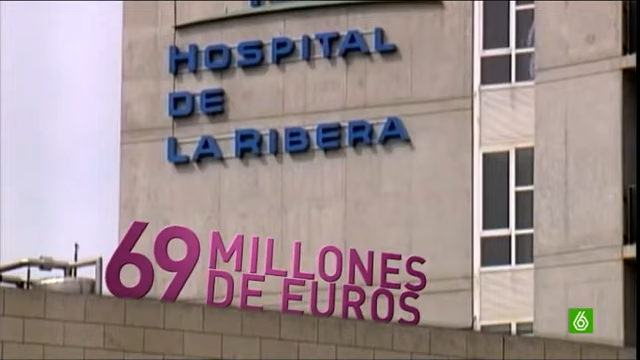 HOSPITAL
DE
LA RIBERA
69 MILLONES
DE EUROS
6